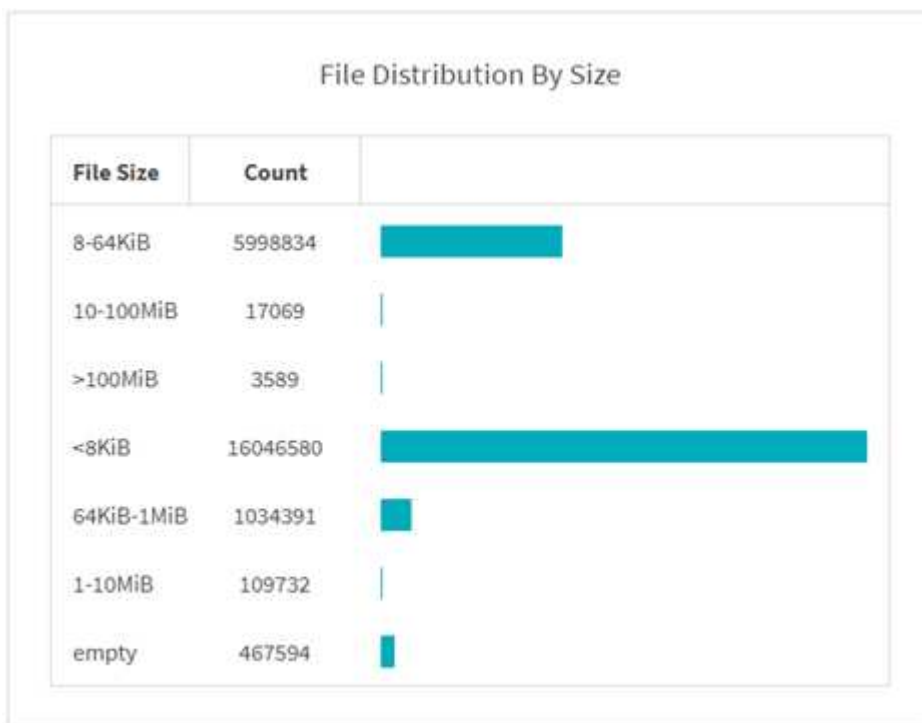 File Distribution By Size
File Size Count
8-64KiB 5998834
10-100MiB 17069
>100MiB 3589
<8KiB 16046580
64KiB-1MiB 1034391
1-10MiB 109732
empty 467594